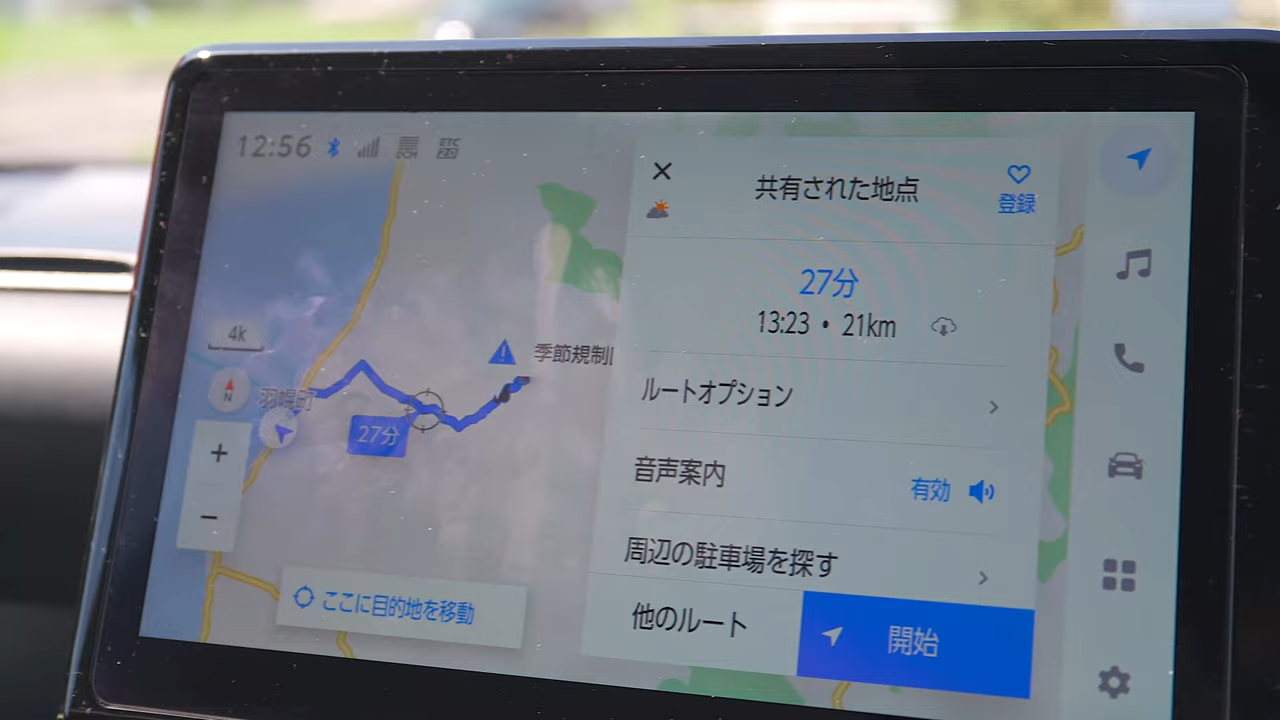 12:56
共有された地点
登録
27分
13:23 • 21km
4k
季節規制
N
羽幌町
27分
ルートオプション
+
音声案内
有効
−
周辺の駐車場を探す
ここに目的地を移動
他のルート
開始